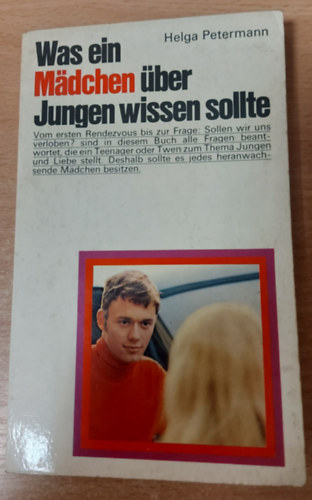 Helga Petermann
Was ein
Mädchen über
Jungen wissen sollte
Vom ersten Rendezvous bis zur Frage: Sollen wir uns
verloben? sind in diesem Buch alle Fragen beant-
wortet, die ein Teenager oder Twen zum Thema Jungen
und Liebe stellt. Deshalb sollte es jedes heranwach-
sende Mädchen besitzen.